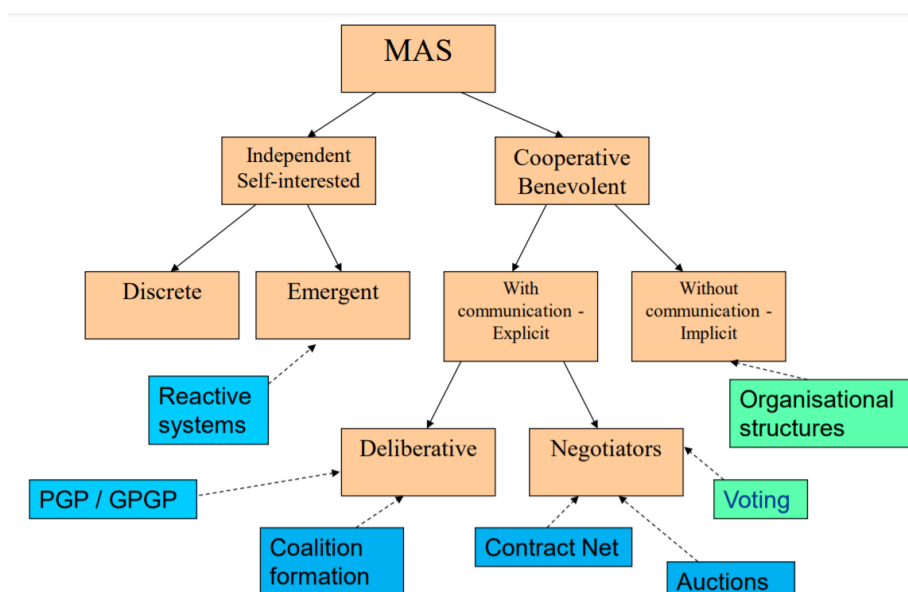 MAS
Independent
Self-interested
Cooperative
Benevolent
Discrete
Emergent
With
communication -
Explicit
Without
communication -
Implicit
Reactive
systems
Organisational
structures
Deliberative
Negotiators
PGP / GPGP
Voting
Coalition
formation
Contract Net
Auctions